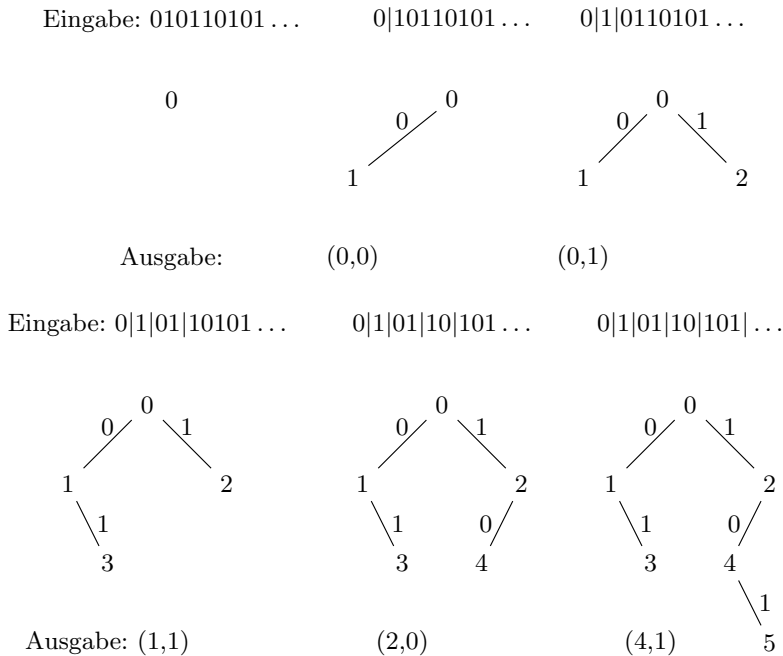 Eingabe: 010110101 . . . 0|10110101 . . . 0|1|0110101 . . .
0 0 0
0 0 1
1 1 2
Ausgabe: (0,0) (0,1)
Eingabe: 0|1|01|10101 . . . 0|1|01|10|101 . . . 0|1|01|10|101| . . .
0 0 0
0 1 0 1 0 1
1 2 1 2 1 2
1 1 0 1 0
3 3 4 3 4
1
Ausgabe: (1,1) (2,0) (4,1) 5